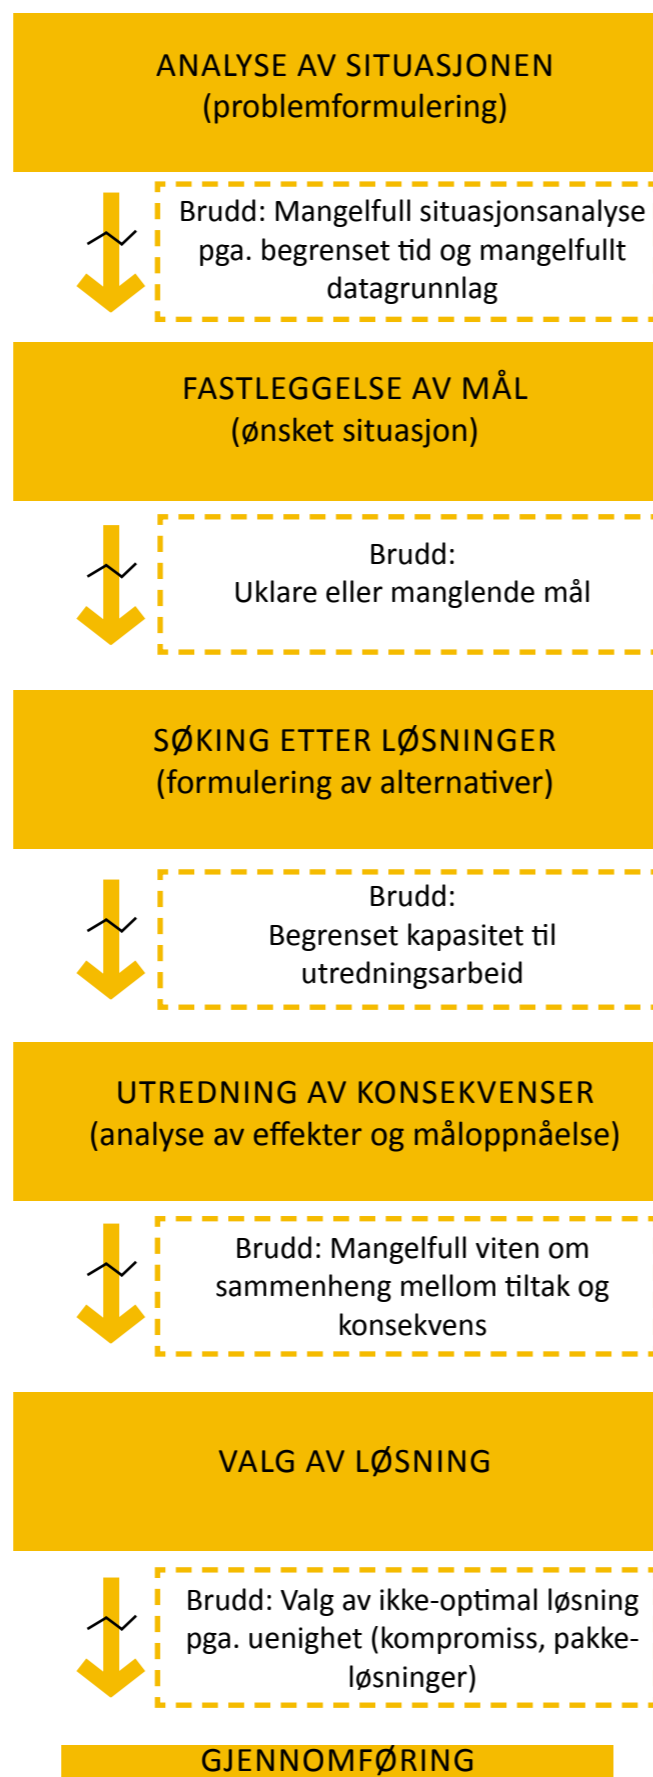 ANALYSE AV SITUASJONEN
(problemformulering)
Brudd: Mangelfull situasjonsanalyse
pga. begrenset tid og mangelfullt
datagrunnlag
FASTLEGGELSE AV MÅL
(ønsket situasjon)
Brudd:
Uklare eller manglende mål
SØKING ETTER LØSNINGER
(formulering av alternativer)
Brudd:
Begrenset kapasitet til
utredningsarbeid
UTREDNING AV KONSEKVENSER
(analyse av effekter og måloppnåelse)
Brudd: Mangelfull viten om
sammenheng mellom tiltak og
konsekvens
VALG AV LØSNING
Brudd: Valg av ikke-optimal løsning
pga. uenighet (kompromiss, pakke-
løsninger)
GJENNOMFØRING